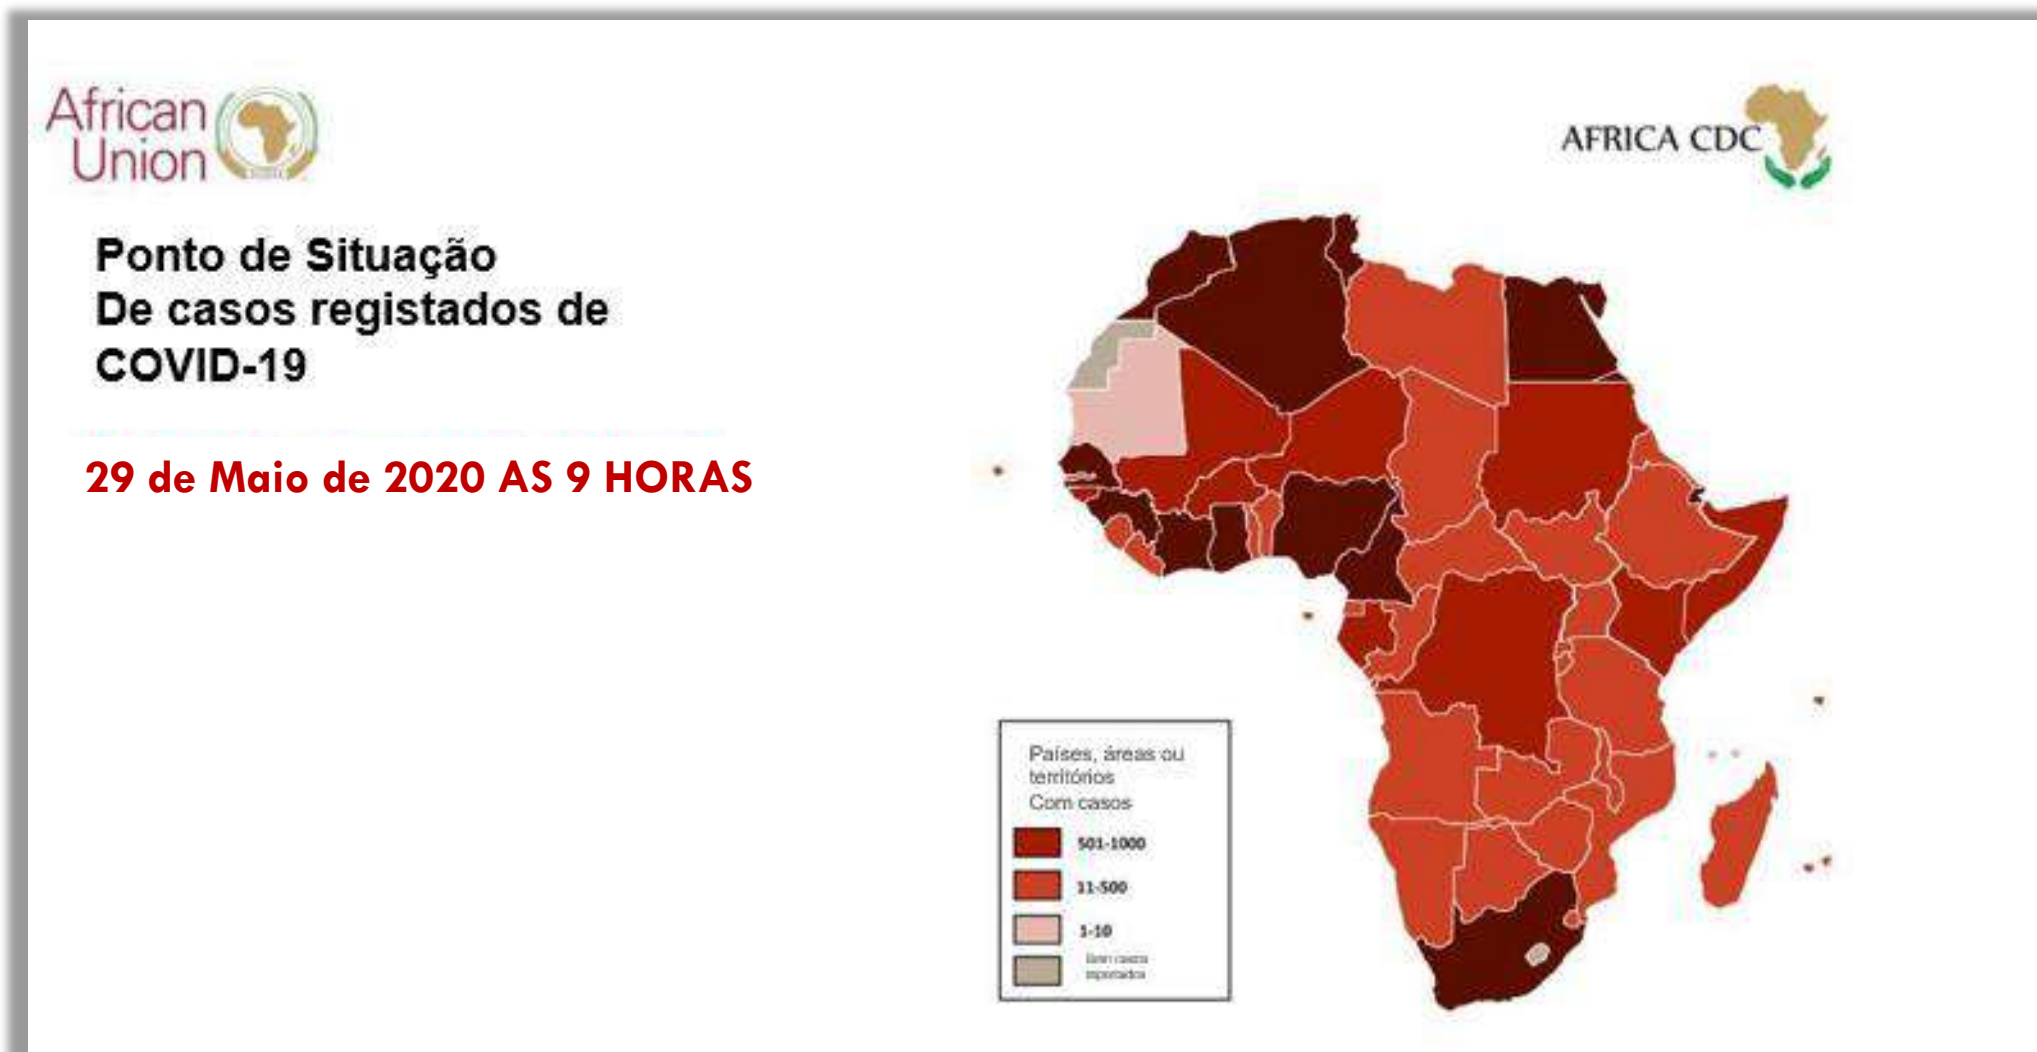 African
Union
AFRICA CDC
Ponto de Situação
De casos registados de
COVID-19
29 de Maio de 2020 AS 9 HORAS
Países, áreas ou
territórios
Com casos
501-1000
11-500
1-10